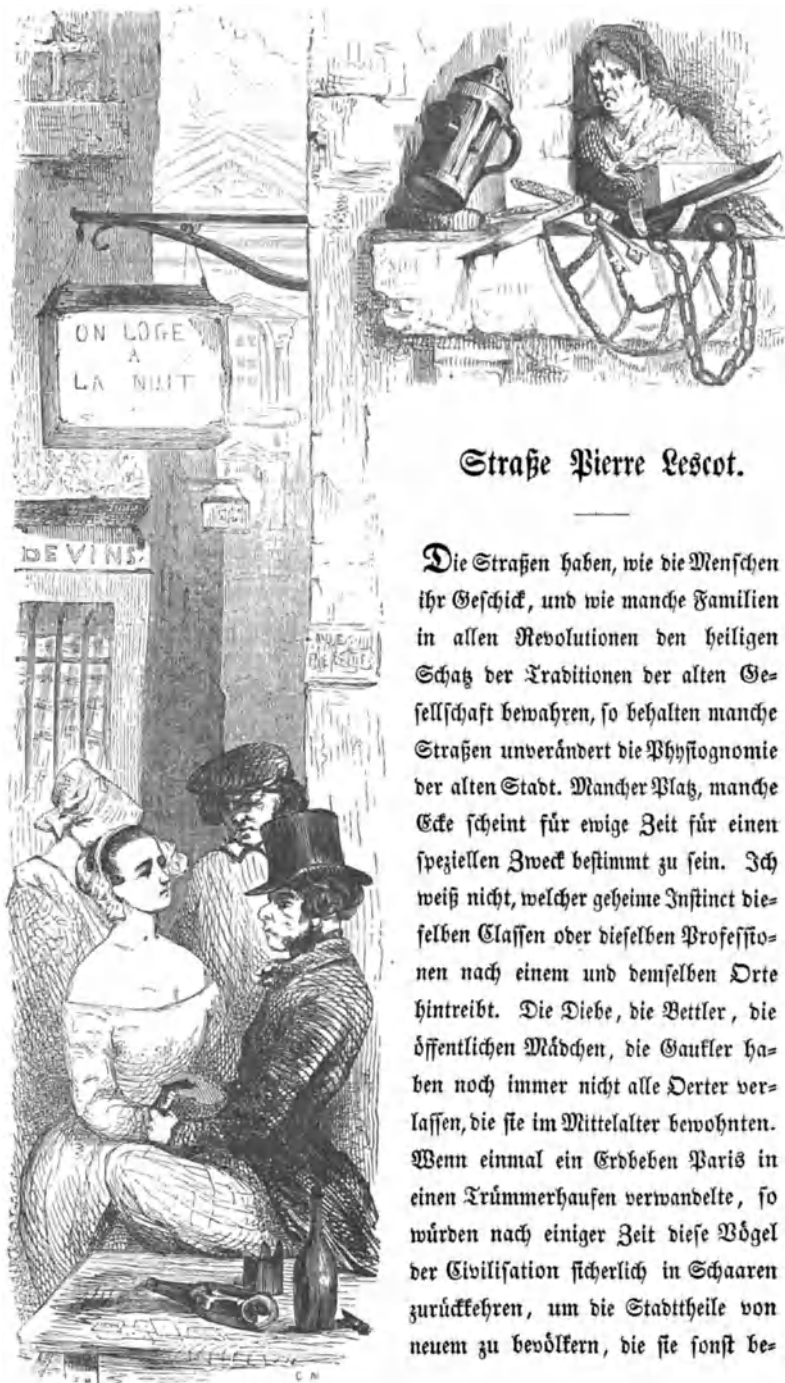 ON LOGE
A
LA NUIT
DE VINS
Straße Pierre Lescot.
Die Straßen haben, wie die Menschen
ihr Geschick, und wie manche Familien
in allen Revolutionen den heiligen
Schatz der Traditionen der alten Ge=
sellschaft bewahren, so behalten manche
Straßen unverändert die Physiognomie
der alten Stadt. Mancher Platz, manche
Ecke scheint für ewige Zeit für einen
speziellen Zweck bestimmt zu sein. Ich
weiß nicht, welcher geheime Instinct die=
selben Classen oder dieselben Professio=
nen nach einem und demselben Orte
hintreibt. Die Diebe, die Bettler, die
öffentlichen Mädchen, die Gaukler ha=
ben noch immer nicht alle Oerter ver=
lassen, die sie im Mittelalter bewohnten.
Wenn einmal ein Erdbeben Paris in
einen Trümmerhaufen verwandelte, so
würden nach einiger Zeit diese Vögel
der Civilisation sicherlich in Schaaren
zurückkehren, um die Stadttheile von
neuem zu bevölkern, die sie sonst be=